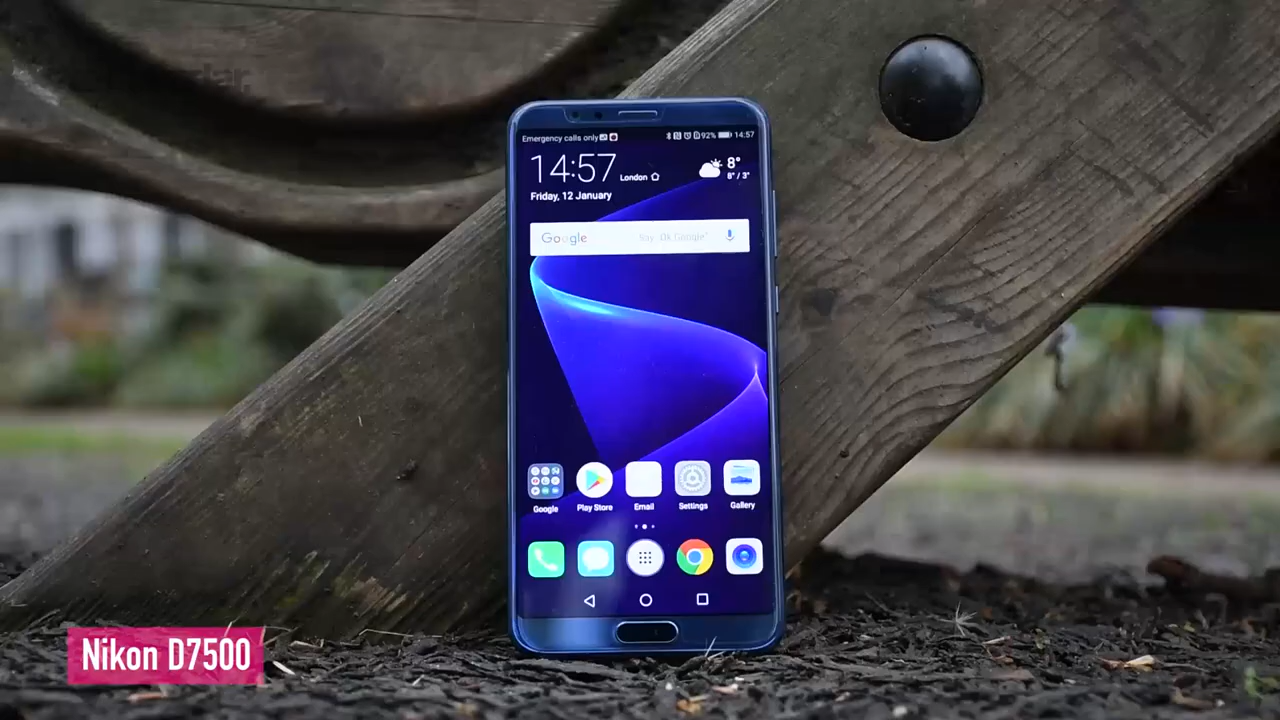 Emergency calls only
92% 14:57
14:57
London
8°
8° / 3°
Friday, 12 January
Google Say "Ok Google"
Google Play Store Email Settings Gallery
Nikon D7500